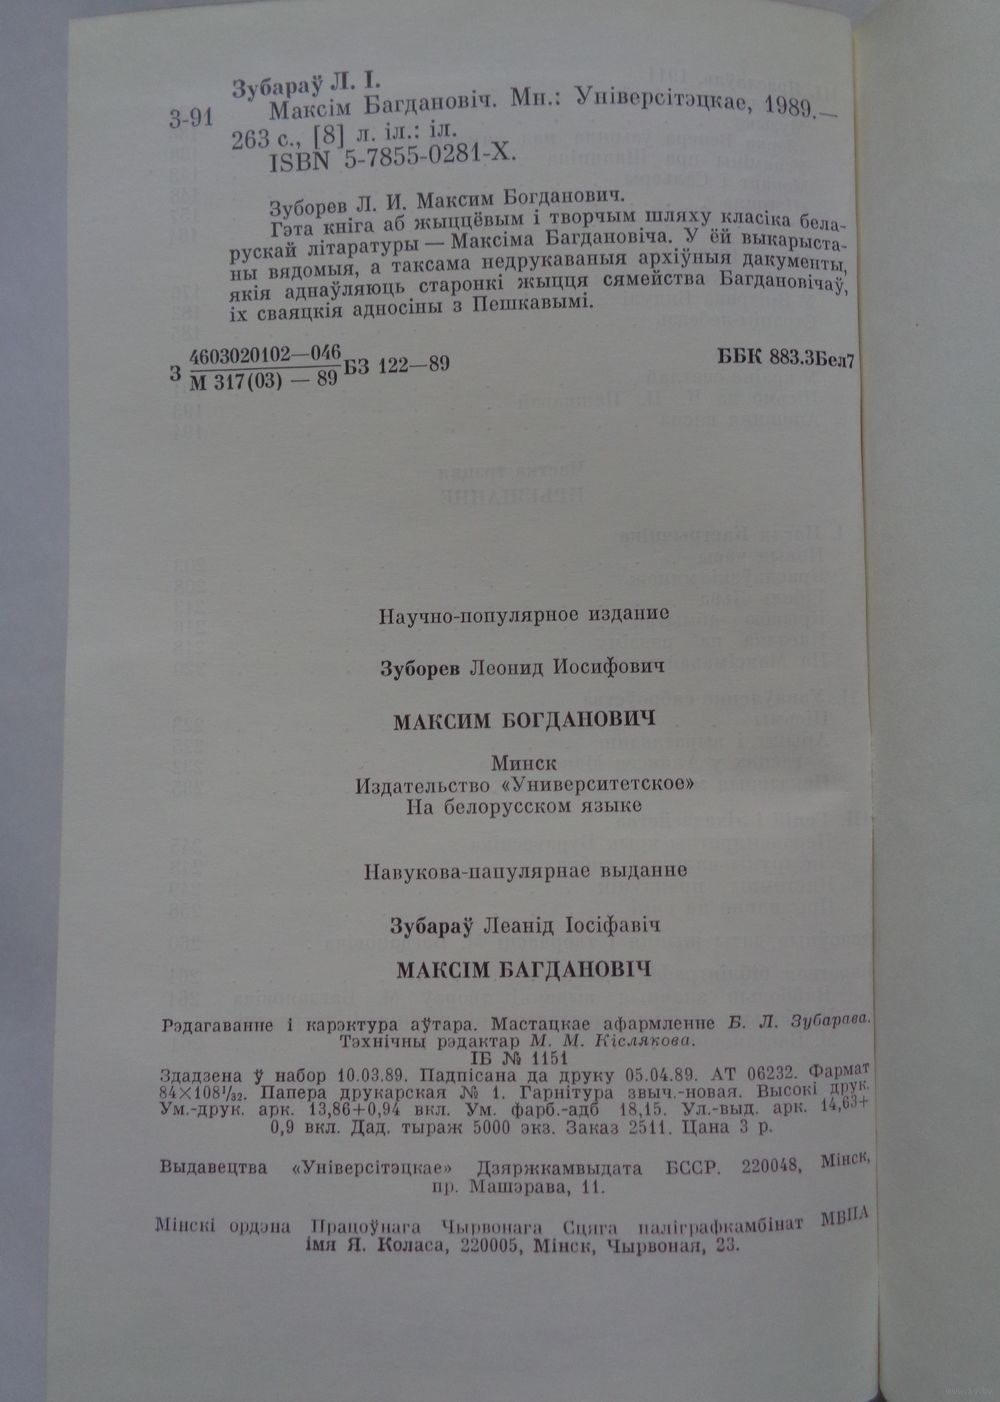 Зубараў Л. І.
З-91 Максім Багдановіч. Мн.: Універсітэцкае, 1989.—
263 с., [8] л. іл.: іл.
ISBN 5-7855-0281-X.
Зуборев Л. И. Максим Богданович.
Гэта кніга аб жыццёвым і творчым шляху класіка бела-
рускай літаратуры — Максіма Багдановіча. У ёй выкарыста-
ны вядомыя, а таксама недрукаваныя архіўныя дакументы,
якія аднаўляюць старонкі жыцця сямейства Багдановічаў,
іх сваяцкія адносіны з Пешкавымі.
З 4603020102—046 БЗ 122—89 ББК 883.3Бел7
М 317(03) — 89
Научно-популярное издание
Зуборев Леонид Иосифович
МАКСИМ БОГДАНОВИЧ
Минск
Издательство «Университетское»
На белорусском языке
Навукова-папулярнае выданне
Зубараў Леанід Іосіфавіч
МАКСІМ БАГДАНОВІЧ
Рэдагаванне і карэктура аўтара. Мастацкае афармленне Б. Л. Зубарава.
Тэхнічны рэдактар М. М. Кіслякова.
ІБ № 1151
Здадзена ў набор 10.03.89. Падпісана да друку 05.04.89. АТ 06232. Фармат
84×108¹/₃₂. Папера друкарская № 1. Гарнітура звыч.-новая. Высокі друк.
Ум.-друк. арк. 13,86+0,94 вкл. Ум. фарб.-адб 18,15. Ул.-выд. арк. 14,63+
0,9 вкл. Дад. тыраж 5000 экз. Заказ 2511. Цана 3 р.
Выдавецтва «Універсітэцкае» Дзяржкамвыдата БССР. 220048, Мінск,
пр. Машэрава, 11.
Мінскі ордэна Працоўнага Чырвонага Сцяга паліграфкамбінат МВПА
імя Я. Коласа, 220005, Мінск, Чырвоная, 23.